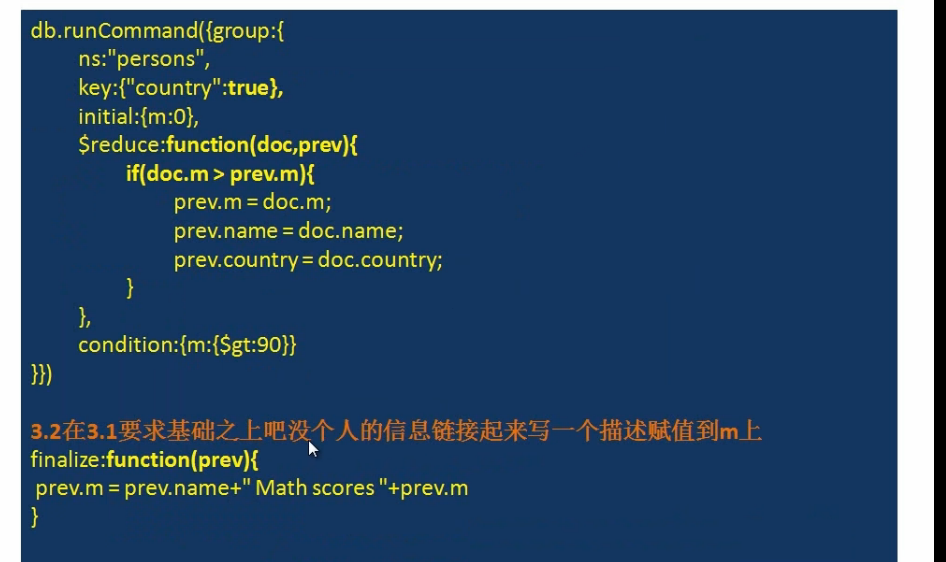 db.runCommand({group:{
ns:"persons",
key:{"country":true},
initial:{m:0},
$reduce:function(doc,prev){
if(doc.m > prev.m){
prev.m = doc.m;
prev.name = doc.name;
prev.country = doc.country;
}
},
condition:{m:{$gt:90}}
}})
3.2在3.1要求基础之上吧没个人的信息链接起来写一个描述赋值到m上
finalize:function(prev){
prev.m = prev.name+" Math scores "+prev.m
}